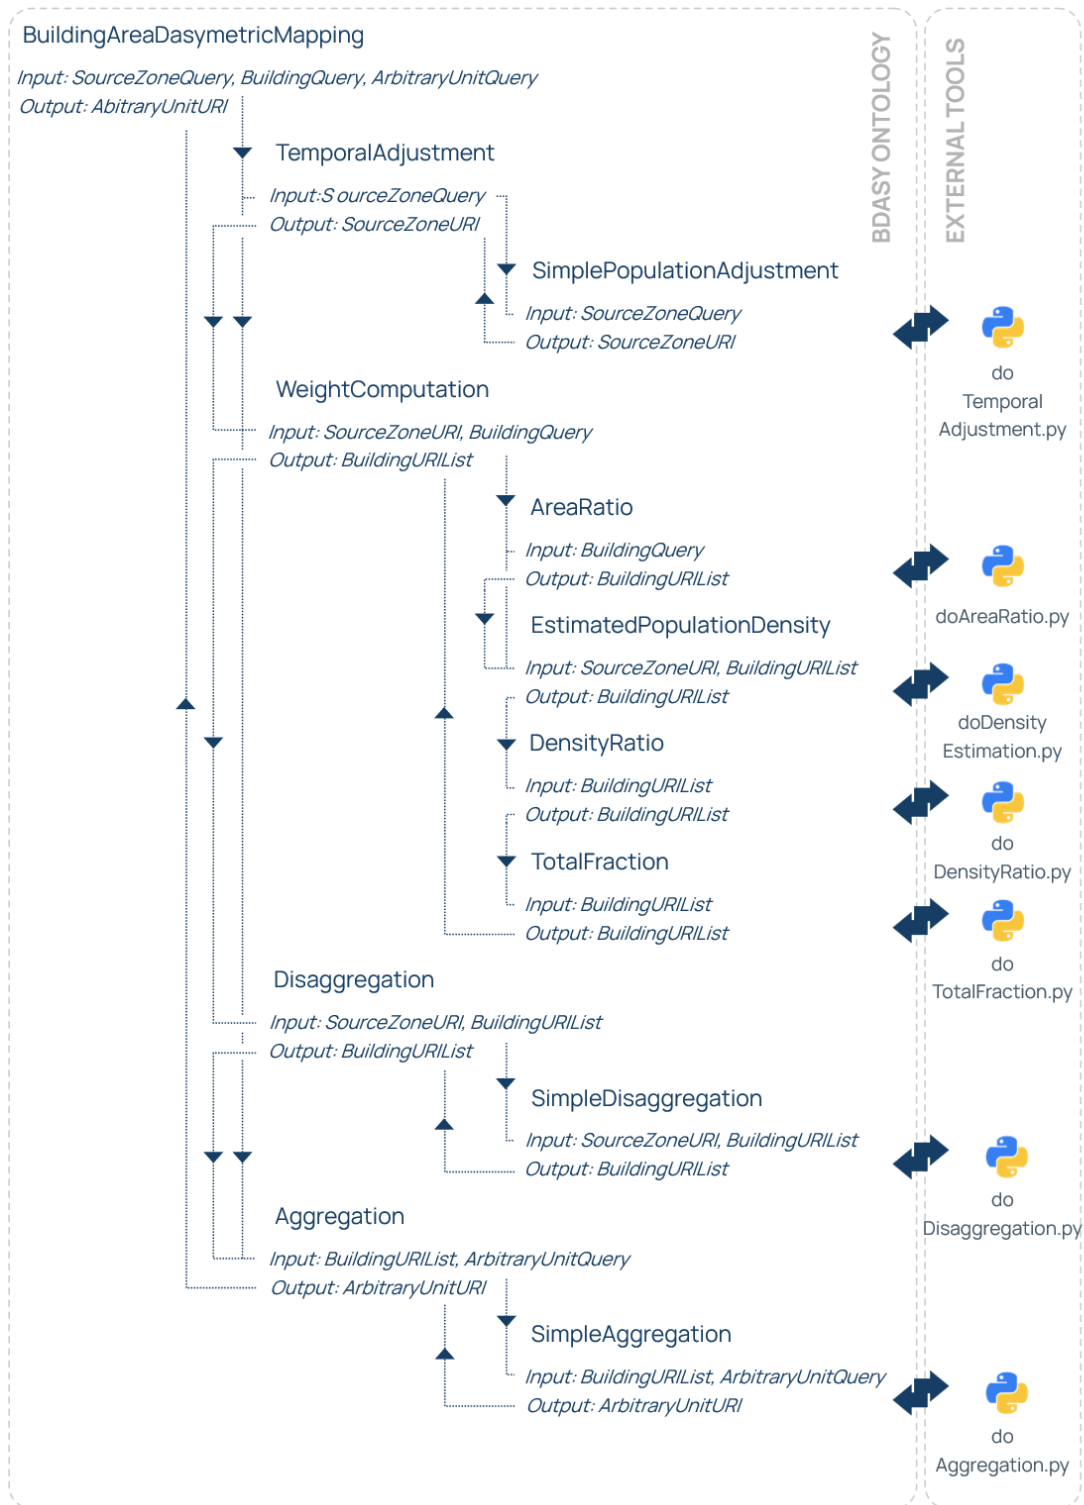 BuildingAreaDasymetricMapping
Input: SourceZoneQuery, BuildingQuery, ArbitraryUnitQuery
Output: AbitraryUnitURI
TemporalAdjustment
Input:S ourceZoneQuery
Output: SourceZoneURI
SimplePopulationAdjustment
Input: SourceZoneQuery
Output: SourceZoneURI
WeightComputation
Input: SourceZoneURI, BuildingQuery
Output: BuildingURIList
AreaRatio
Input: BuildingQuery
Output: BuildingURIList
EstimatedPopulationDensity
Input: SourceZoneURI, BuildingURIList
Output: BuildingURIList
DensityRatio
Input: BuildingURIList
Output: BuildingURIList
TotalFraction
Input: BuildingURIList
Output: BuildingURIList
Disaggregation
Input: SourceZoneURI, BuildingURIList
Output: BuildingURIList
SimpleDisaggregation
Input: SourceZoneURI, BuildingURIList
Output: BuildingURIList
Aggregation
Input: BuildingURIList, ArbitraryUnitQuery
Output: ArbitraryUnitURI
SimpleAggregation
Input: BuildingURIList, ArbitraryUnitQuery
Output: ArbitraryUnitURI
BDASY ONTOLOGY
EXTERNAL TOOLS
do
Temporal
Adjustment.py
doAreaRatio.py
doDensity
Estimation.py
do
DensityRatio.py
do
TotalFraction.py
do
Disaggregation.py
do
Aggregation.py